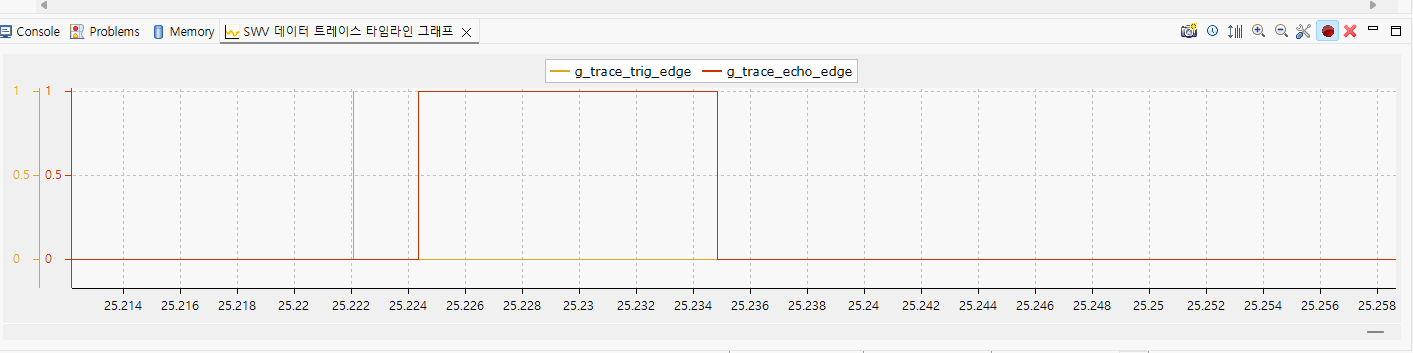 Console Problems Memory SWV 데이터 트레이스 타임라인 그래프
g_trace_trig_edge g_trace_echo_edge
1 1
0.5 0.5
0 0
25.214 25.216 25.218 25.22 25.222 25.224 25.226 25.228 25.23 25.232 25.234 25.236 25.238 25.24 25.242 25.244 25.246 25.248 25.25 25.252 25.254 25.256 25.258